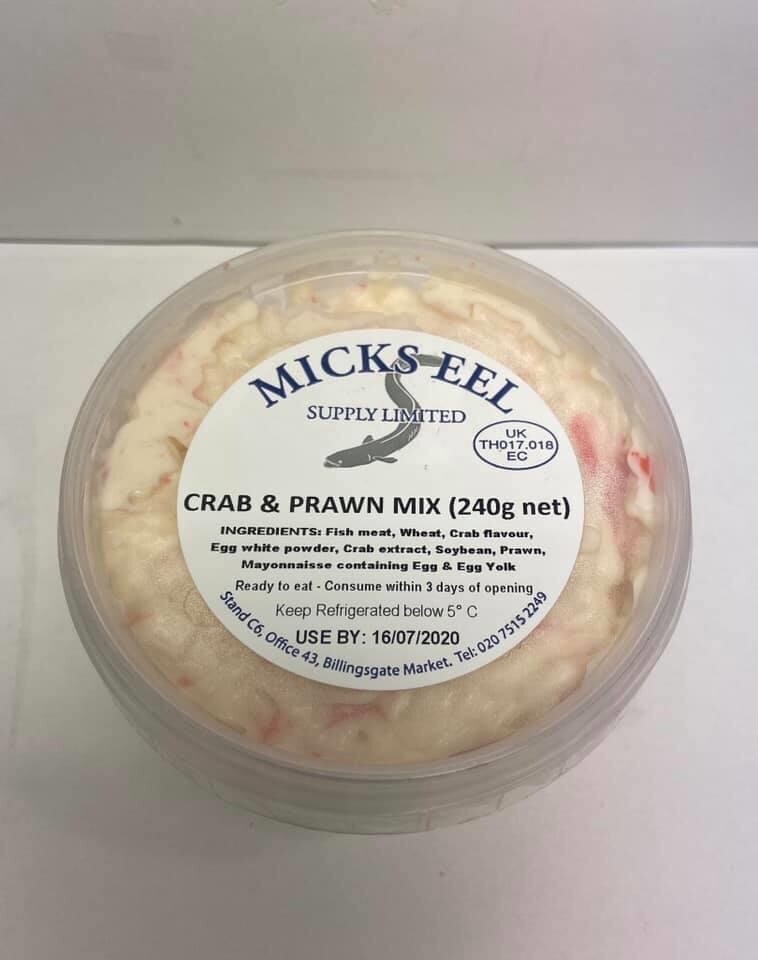 MICKS EEL
SUPPLY LIMITED
UK
TH017.018
EC
CRAB & PRAWN MIX (240g net)
INGREDIENTS: Fish meat, Wheat, Crab flavour,
Egg white powder, Crab extract, Soybean, Prawn,
Mayonnaisse containing Egg & Egg Yolk
Ready to eat - Consume within 3 days of opening
Keep Refrigerated below 5° C
USE BY: 16/07/2020
Stand C6, Office 43, Billingsgate Market. Tel: 020 7515 2249